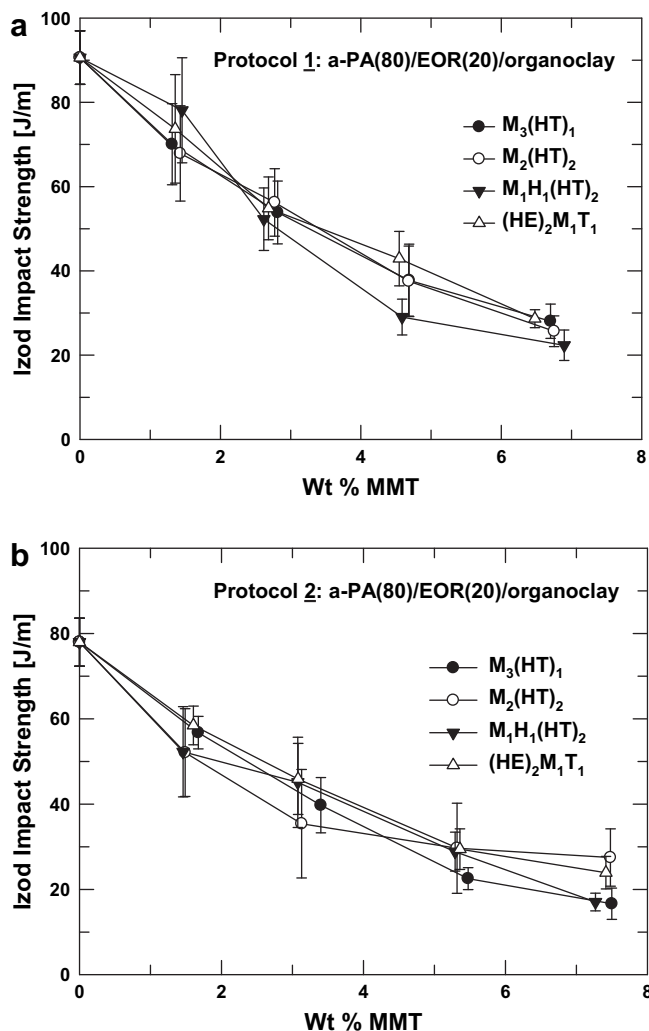 a
Protocol 1: a-PA(80)/EOR(20)/organoclay
M3(HT)1
M2(HT)2
M1H1(HT)2
(HE)2M1T1
Izod Impact Strength [J/m]
100
80
60
40
20
0
0 2 4 6 8
Wt % MMT
b
Protocol 2: a-PA(80)/EOR(20)/organoclay
M3(HT)1
M2(HT)2
M1H1(HT)2
(HE)2M1T1
Izod Impact Strength [J/m]
100
80
60
40
20
0
0 2 4 6 8
Wt % MMT